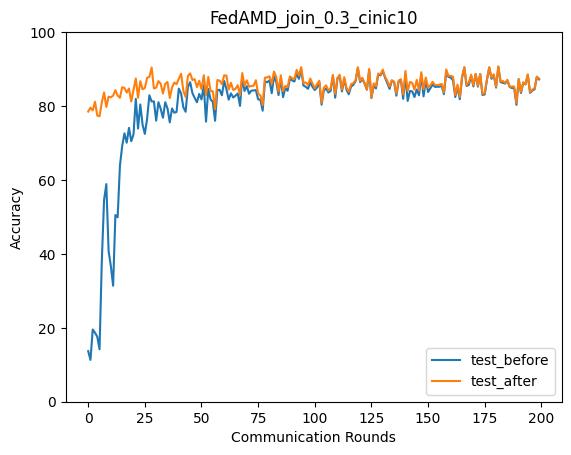 FedAMD_join_0.3_cinic10
100
80
60
40
20
0
Accuracy
0 25 50 75 100 125 150 175 200
Communication Rounds
test_before
test_after